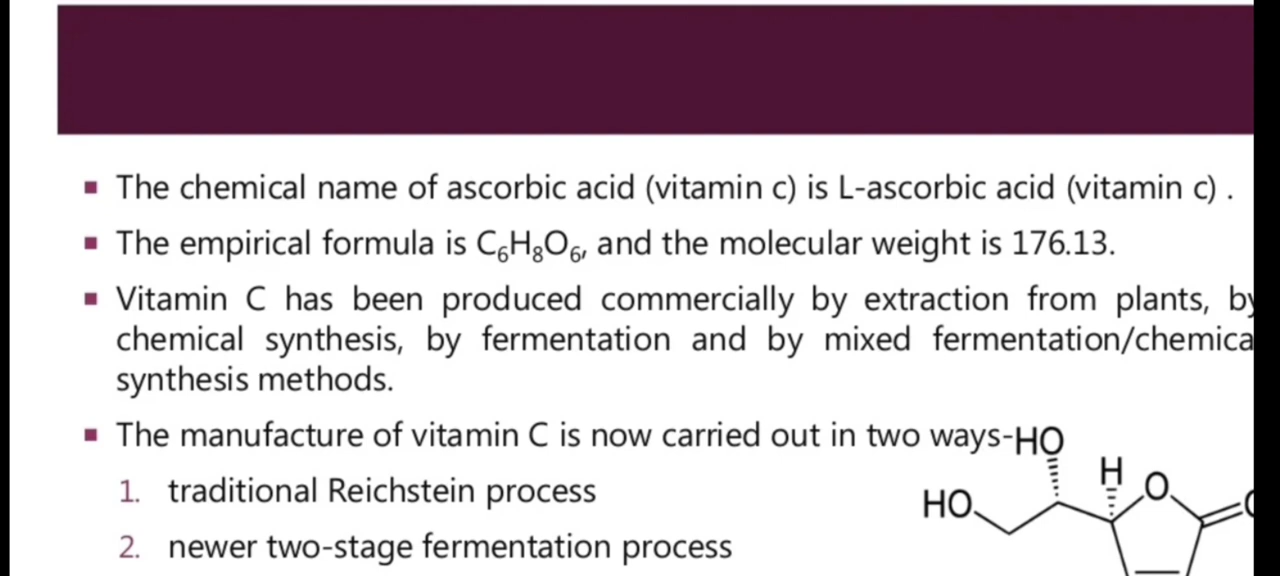 The chemical name of ascorbic acid (vitamin c) is L-ascorbic acid (vitamin c) .
The empirical formula is C₆H₈O₆, and the molecular weight is 176.13.
Vitamin C has been produced commercially by extraction from plants, by
chemical synthesis, by fermentation and by mixed fermentation/chemica
synthesis methods.
The manufacture of vitamin C is now carried out in two ways-
1. traditional Reichstein process
2. newer two-stage fermentation process
HO
H
O
HO